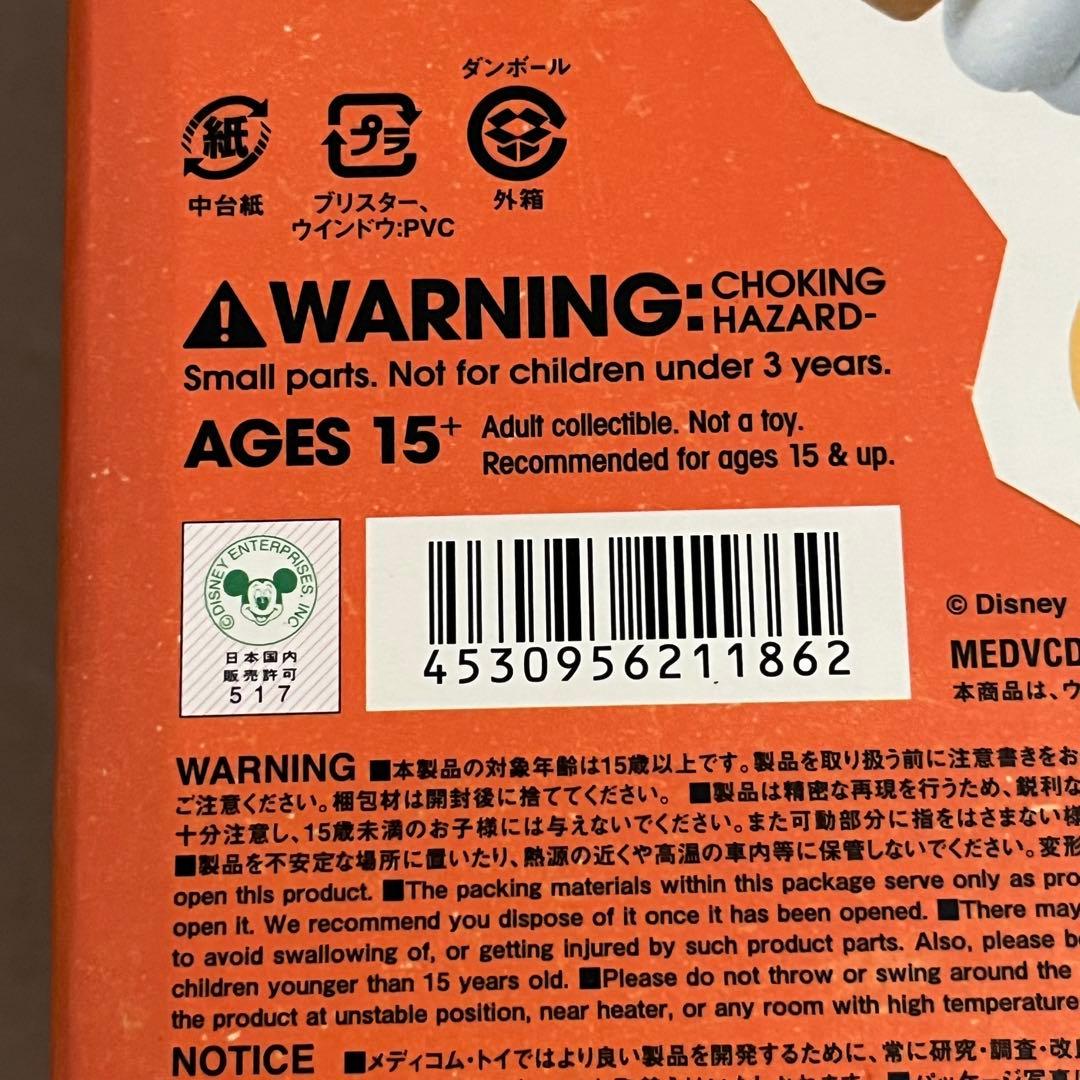 ダンボール
紙
プラ
中台紙
ブリスター、
ウインドウ:PVC
外箱
WARNING:
CHOKING
HAZARD-
Small parts. Not for children under 3 years.
AGES 15+
Adult collectible. Not a toy.
Recommended for ages 15 & up.
©DISNEY ENTERPRISES, INC
日本国内
販売許可
517
4530956211862
© Disney
MEDVCD
本商品は、ウ
WARNING ■本製品の対象年齢は15歳以上です。製品を取り扱う前に注意書きをお
ご注意ください。梱包材は開封後に捨ててください。 ■製品は精密な再現を行うため、鋭利な
十分注意し、15歳未満のお子様には与えないでください。また可動部分に指をはさまない様
■製品を不安定な場所に置いたり、熱源の近くや高温の車内等に保管しないでください。変形
open this product. ■The packing materials within this package serve only as pro
open it. We recommend you dispose of it once it has been opened. ■There may
to avoid swallowing of, or getting injured by such product parts. Also, please b
children younger than 15 years old. ■Please do not throw or swing around the
the product at unstable position, near heater, or any room with high temperature
NOTICE ■メディコム・トイではより良い製品を開発するために、常に研究・調査・改
■パッケージ写真